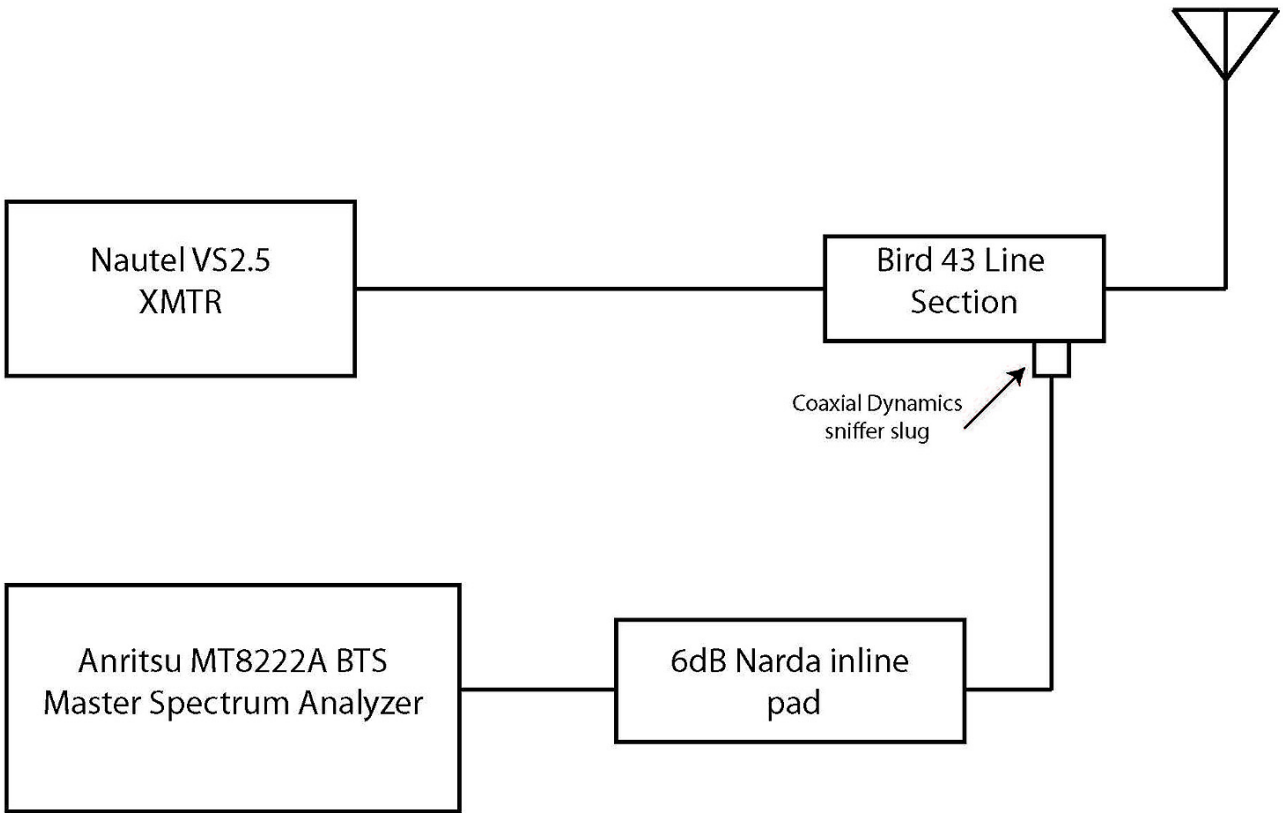 Nautel VS2.5
XMTR
Bird 43 Line
Section
Coaxial Dynamics
sniffer slug
Anritsu MT8222A BTS
Master Spectrum Analyzer
6dB Narda inline
pad